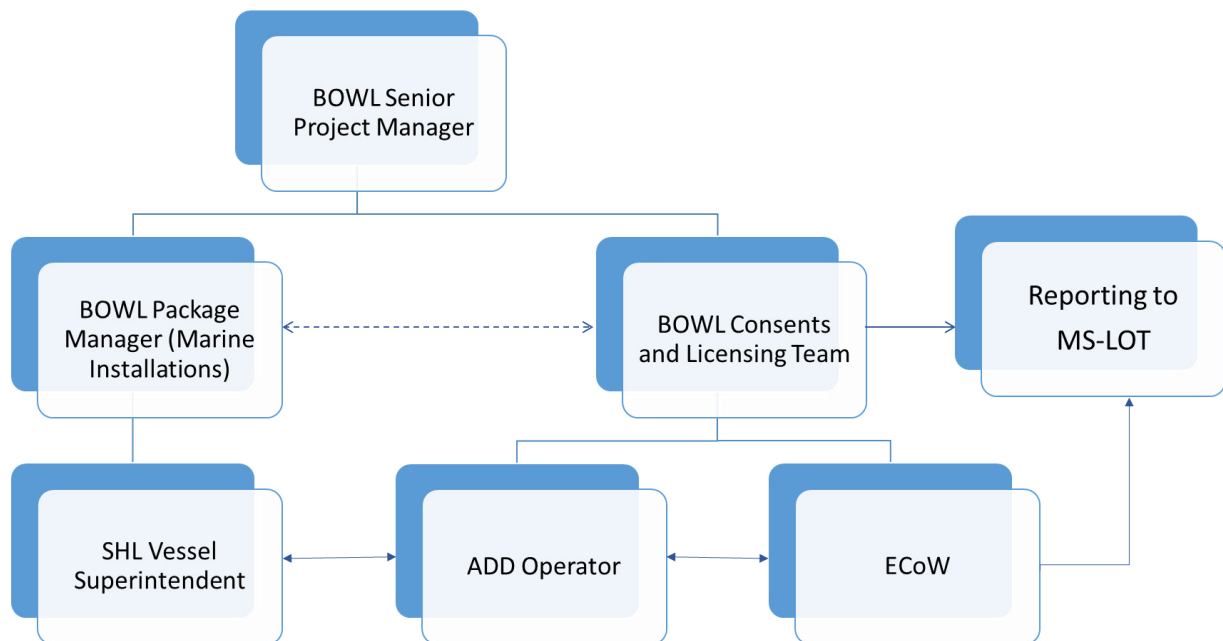 BOWL Senior
Project Manager
BOWL Package
Manager (Marine
Installations)
BOWL Consents
and Licensing Team
Reporting to
MS-LOT
SHL Vessel
Superintendent
ADD Operator
ECoW